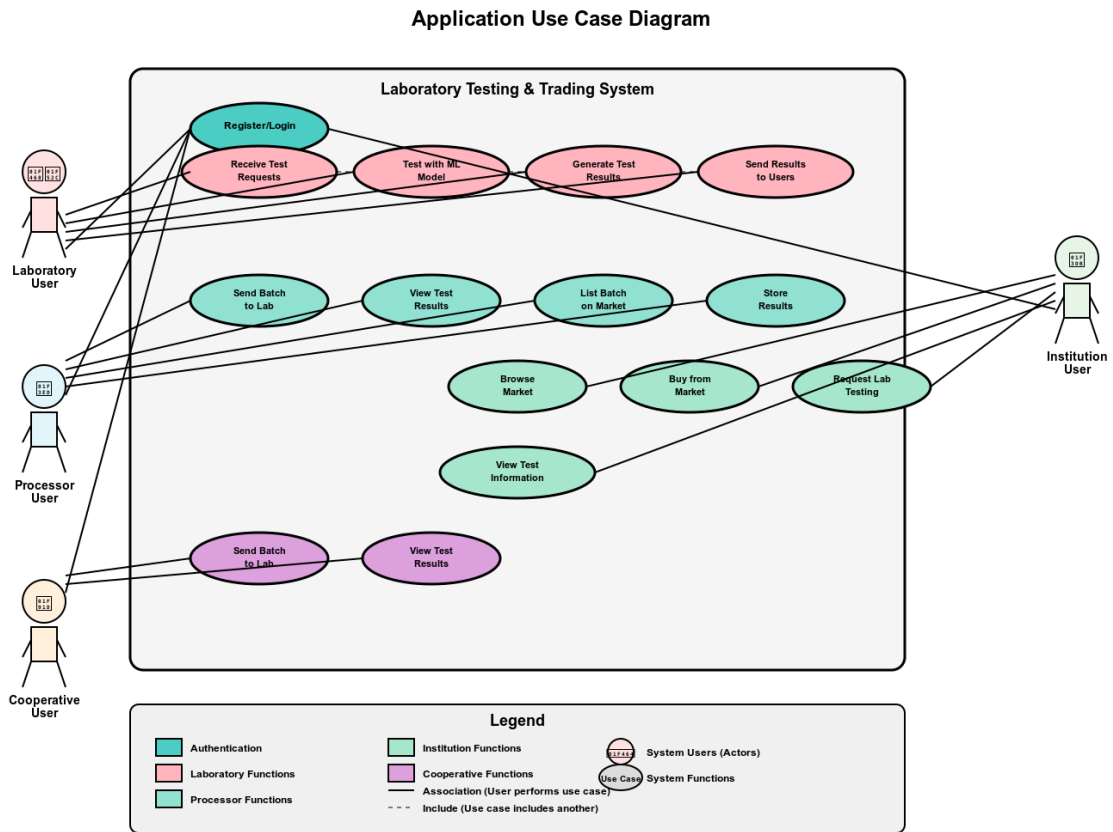 Application Use Case Diagram
Laboratory Testing & Trading System
Register/Login
Receive Test
Requests
Test with ML
Model
Generate Test
Results
Send Results
to Users
Laboratory
User
Send Batch
to Lab
View Test
Results
List Batch
on Market
Store
Results
Institution
User
Browse
Market
Buy from
Market
Request Lab
Testing
Processor
User
View Test
Information
Send Batch
to Lab
View Test
Results
Cooperative
User
Legend
Authentication
Laboratory Functions
Processor Functions
Institution Functions
Cooperative Functions
Association (User performs use case)
Include (Use case includes another)
System Users (Actors)
Use Case
System Functions